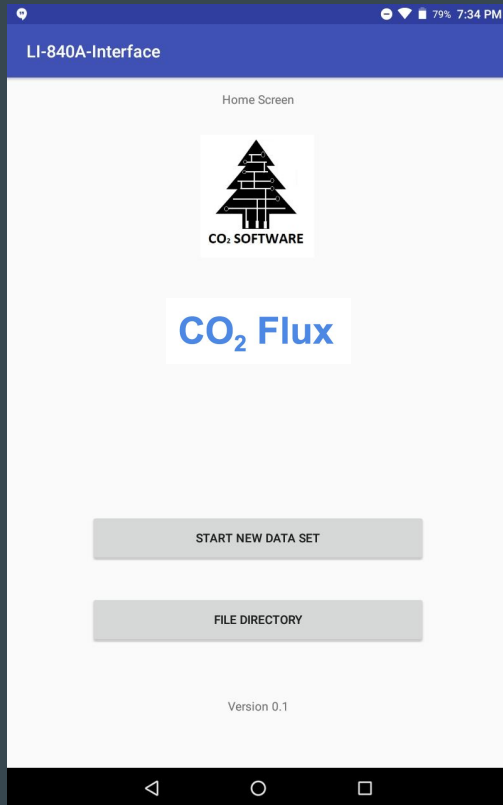 79% 7:34 PM
LI-840A-Interface
Home Screen
CO₂ SOFTWARE
CO₂ Flux
START NEW DATA SET
FILE DIRECTORY
Version 0.1